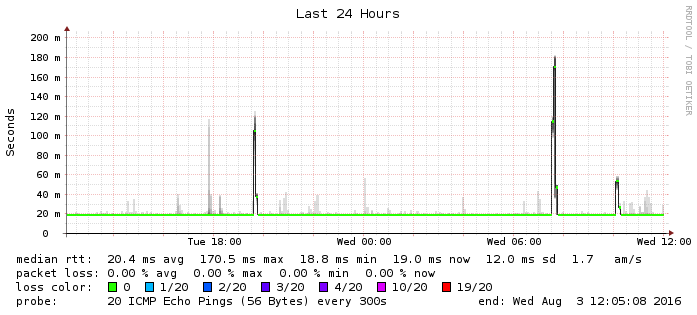 Last 24 Hours
RRDTOOL / TOBI OETIKER
Seconds
200 m
180 m
160 m
140 m
120 m
100 m
80 m
60 m
40 m
20 m
0
Tue 18:00 Wed 00:00 Wed 06:00 Wed 12:00
median rtt: 20.4 ms avg 170.5 ms max 18.8 ms min 19.0 ms now 12.0 ms sd 1.7 am/s
packet loss: 0.00 % avg 0.00 % max 0.00 % min 0.00 % now
loss color: 0 1/20 2/20 3/20 4/20 10/20 19/20
probe: 20 ICMP Echo Pings (56 Bytes) every 300s end: Wed Aug 3 12:05:08 2016